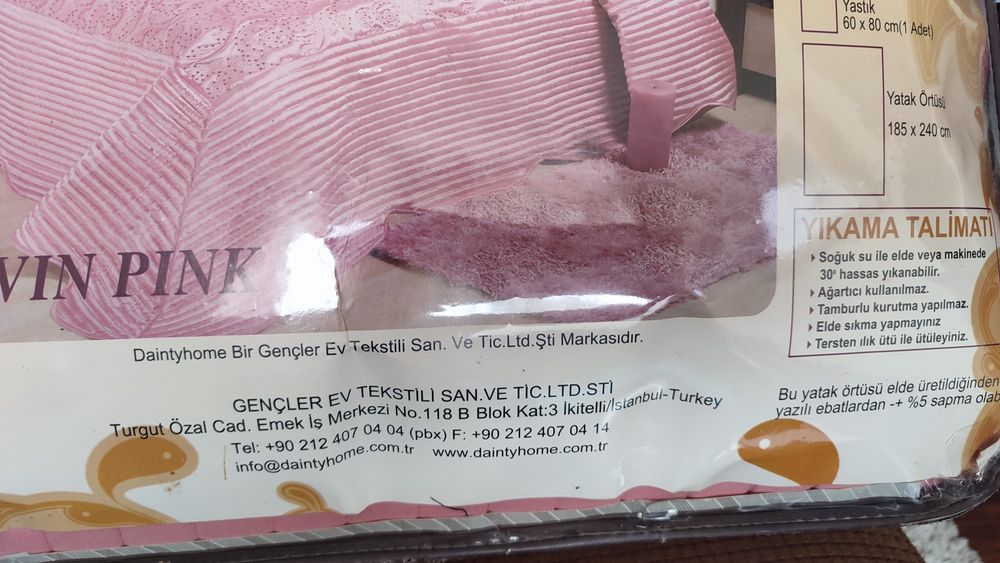 Yastık
60 x 80 cm(1 Adet)
Yatak Örtüsü
185 x 240 cm
YIKAMA TALİMATI
Soğuk su ile elde veya makinede
30° hassas yıkanabilir.
Ağartıcı kullanılmaz.
Tamburlu kurutma yapılmaz.
Elde sıkma yapmayınız
Tersten ılık ütü ile ütüleyiniz.
VIN PINK
Daintyhome Bir Gençler Ev Tekstili San. Ve Tic.Ltd.Şti Markasıdır.
GENÇLER EV TEKSTİLİ SAN.VE TİC.LTD.STİ
Turgut Özal Cad. Emek İş Merkezi No.118 B Blok Kat:3 İkitelli/İstanbul-Turkey
Tel: +90 212 407 04 04 (pbx) F: +90 212 407 04 14
info@daintyhome.com.tr www.daintyhome.com.tr
Bu yatak örtüsü elde üretildiğinden
yazılı ebatlardan -+ %5 sapma olab